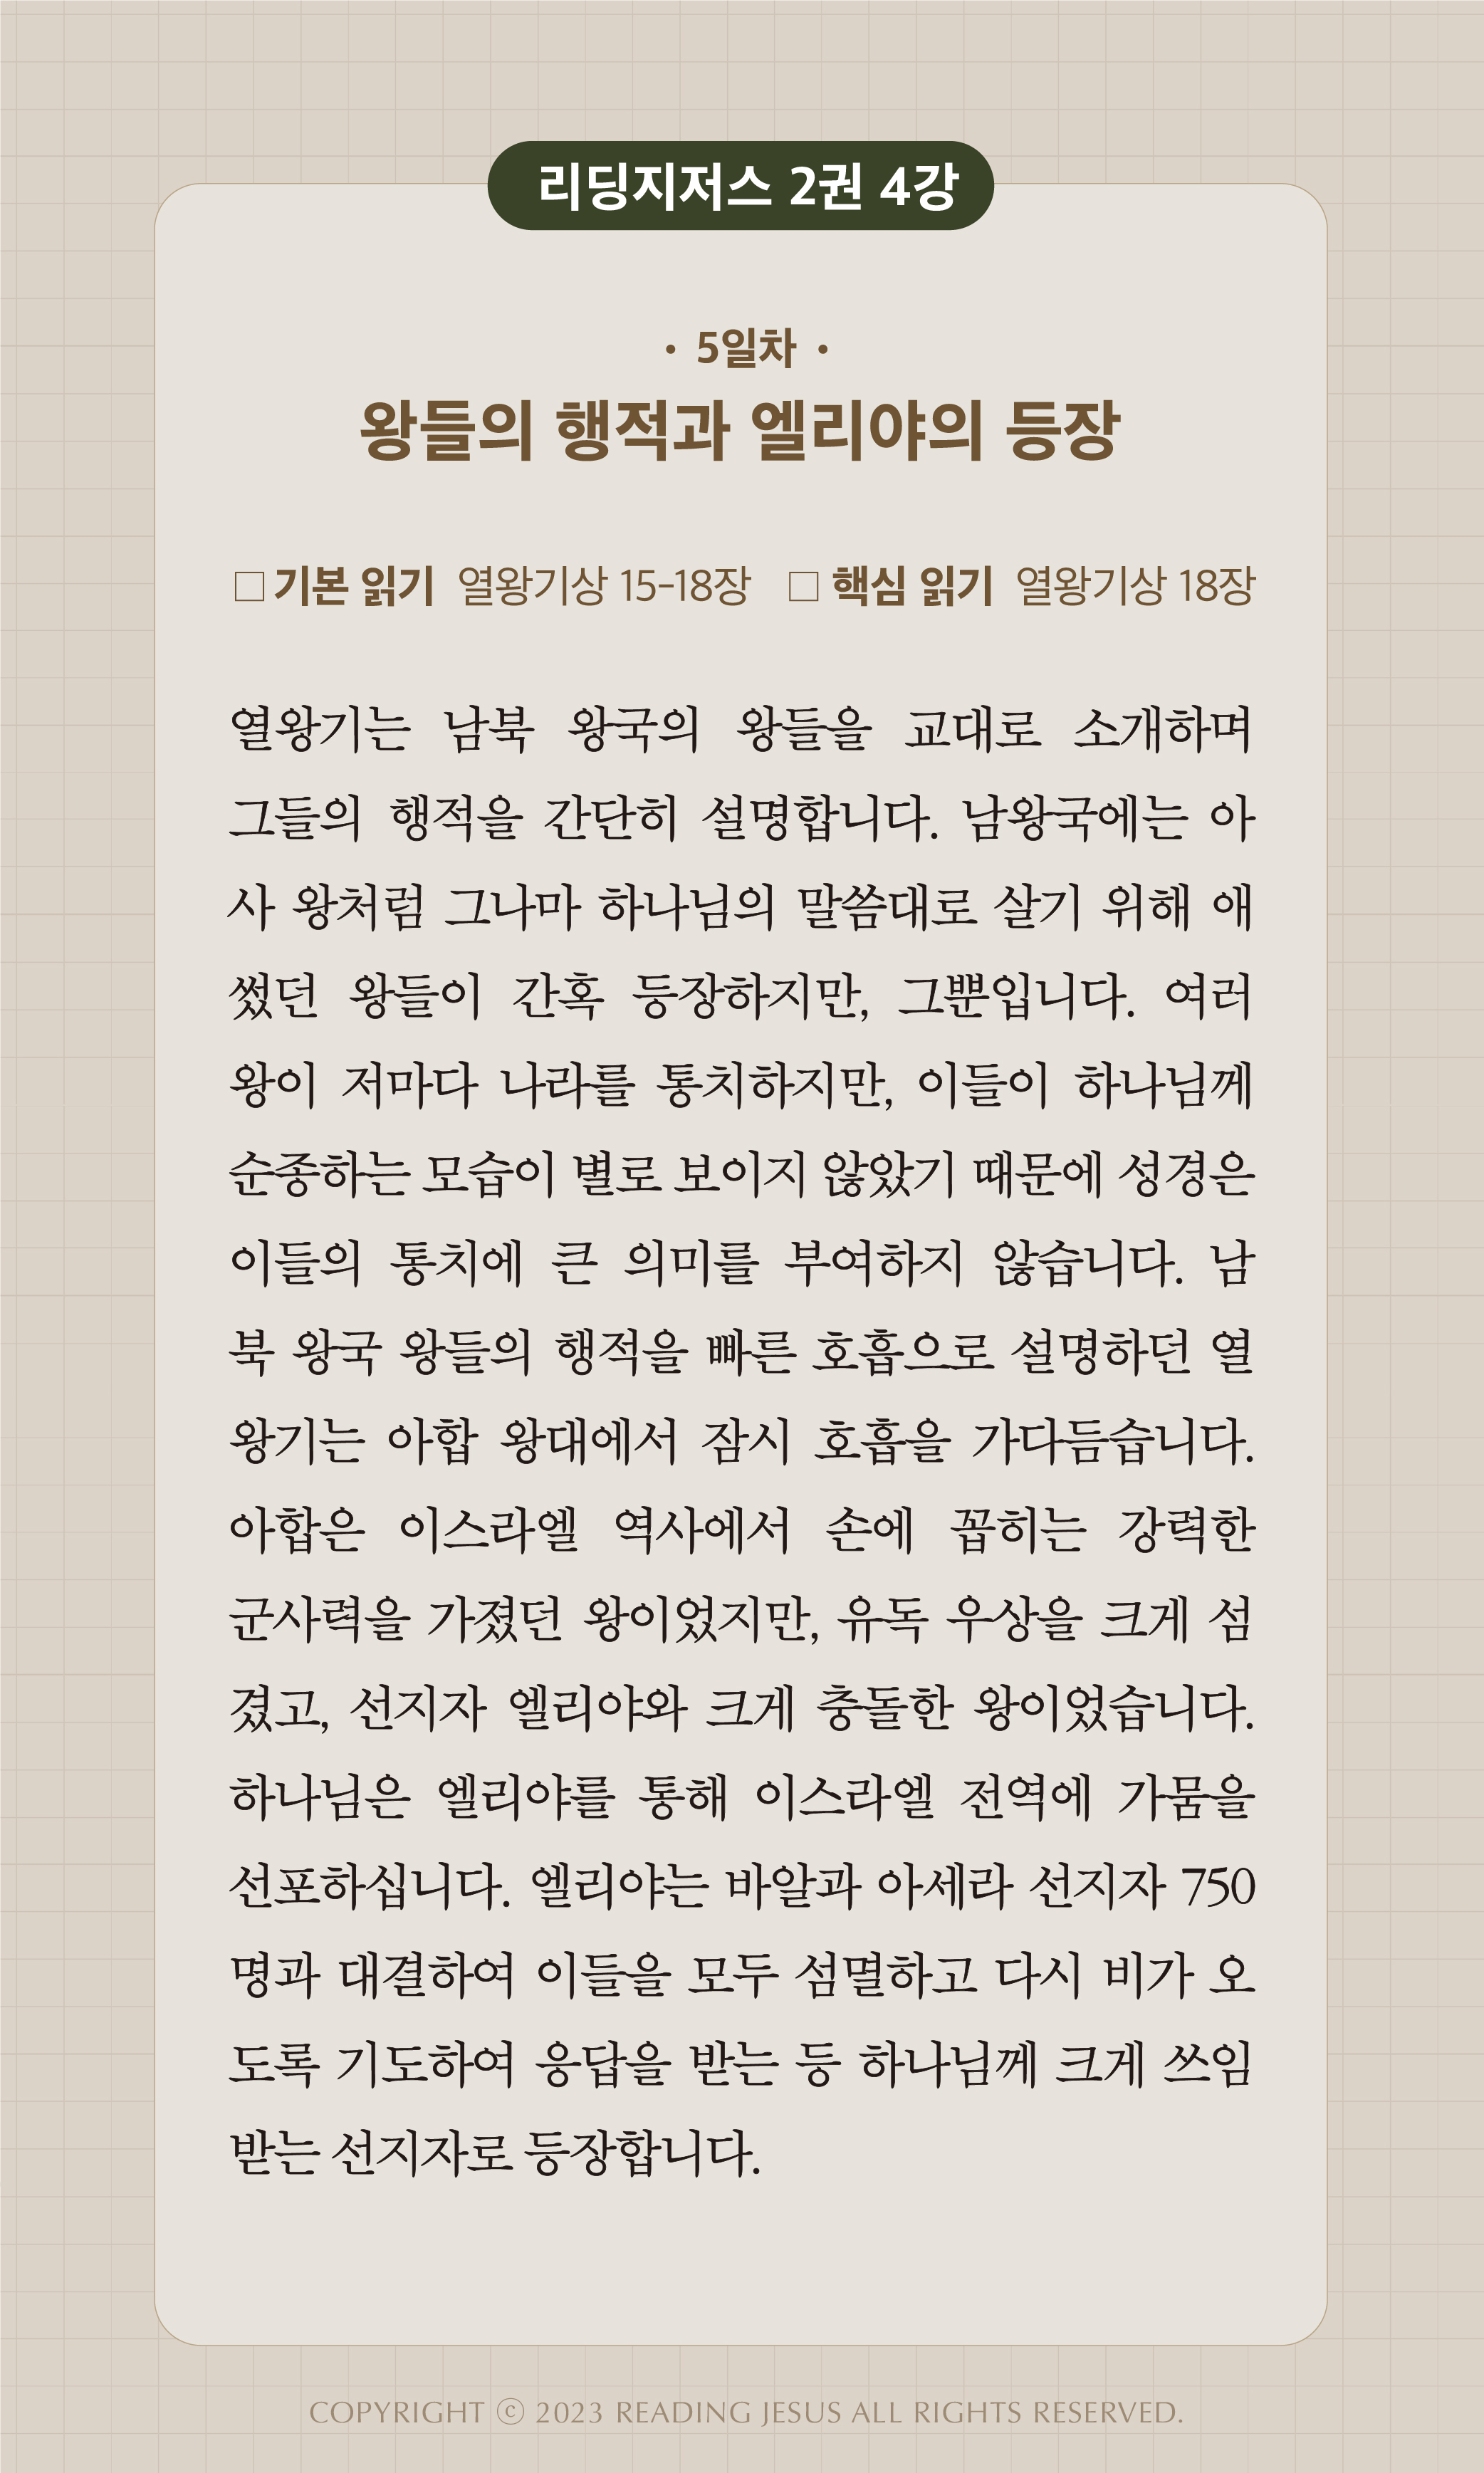 리딩지저스 2권 4강
· 5일차 ·
왕들의 행적과 엘리야의 등장
□ 기본 읽기 열왕기상 15-18장 □ 핵심 읽기 열왕기상 18장
열왕기는 남북 왕국의 왕들을 교대로 소개하며
그들의 행적을 간단히 설명합니다. 남왕국에는 아
사 왕처럼 그나마 하나님의 말씀대로 살기 위해 애
썼던 왕들이 간혹 등장하지만, 그뿐입니다. 여러
왕이 저마다 나라를 통치하지만, 이들이 하나님께
순종하는 모습이 별로 보이지 않았기 때문에 성경은
이들의 통치에 큰 의미를 부여하지 않습니다. 남
북 왕국 왕들의 행적을 빠른 호흡으로 설명하던 열
왕기는 아합 왕대에서 잠시 호흡을 가다듬습니다.
아합은 이스라엘 역사에서 손에 꼽히는 강력한
군사력을 가졌던 왕이었지만, 유독 우상을 크게 섬
겼고, 선지자 엘리야와 크게 충돌한 왕이었습니다.
하나님은 엘리야를 통해 이스라엘 전역에 가뭄을
선포하십니다. 엘리야는 바알과 아세라 선지자 750
명과 대결하여 이들을 모두 섬멸하고 다시 비가 오
도록 기도하여 응답을 받는 등 하나님께 크게 쓰임
받는 선지자로 등장합니다.
COPYRIGHT ⓒ 2023 READING JESUS ALL RIGHTS RESERVED.